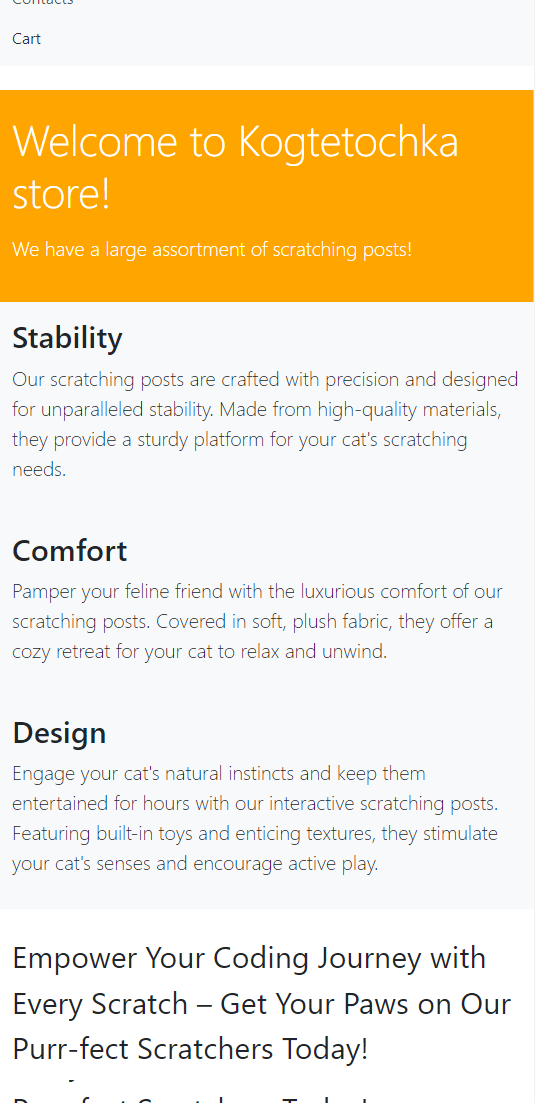 Contacts
Cart
Welcome to Kogtetochka
store!
We have a large assortment of scratching posts!
Stability
Our scratching posts are crafted with precision and designed
for unparalleled stability. Made from high-quality materials,
they provide a sturdy platform for your cat's scratching
needs.
Comfort
Pamper your feline friend with the luxurious comfort of our
scratching posts. Covered in soft, plush fabric, they offer a
cozy retreat for your cat to relax and unwind.
Design
Engage your cat's natural instincts and keep them
entertained for hours with our interactive scratching posts.
Featuring built-in toys and enticing textures, they stimulate
your cat's senses and encourage active play.
Empower Your Coding Journey with
Every Scratch – Get Your Paws on Our
Purr-fect Scratchers Today!